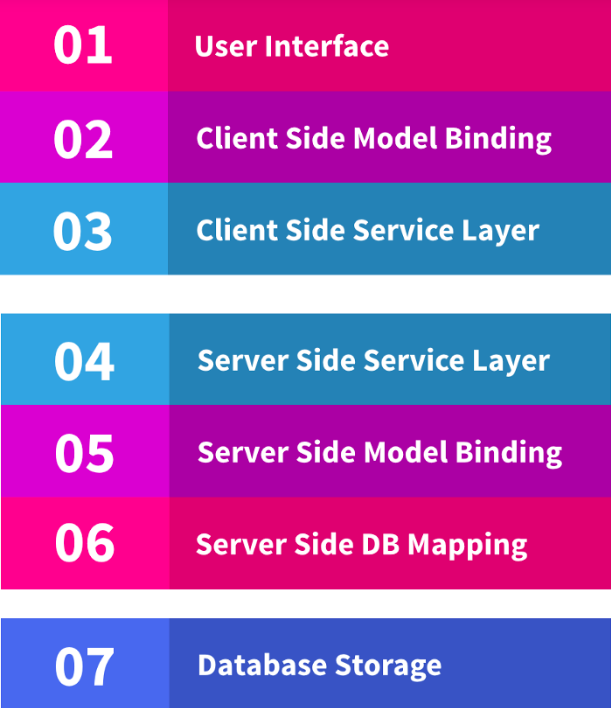 01 User Interface
02 Client Side Model Binding
03 Client Side Service Layer
04 Server Side Service Layer
05 Server Side Model Binding
06 Server Side DB Mapping
07 Database Storage